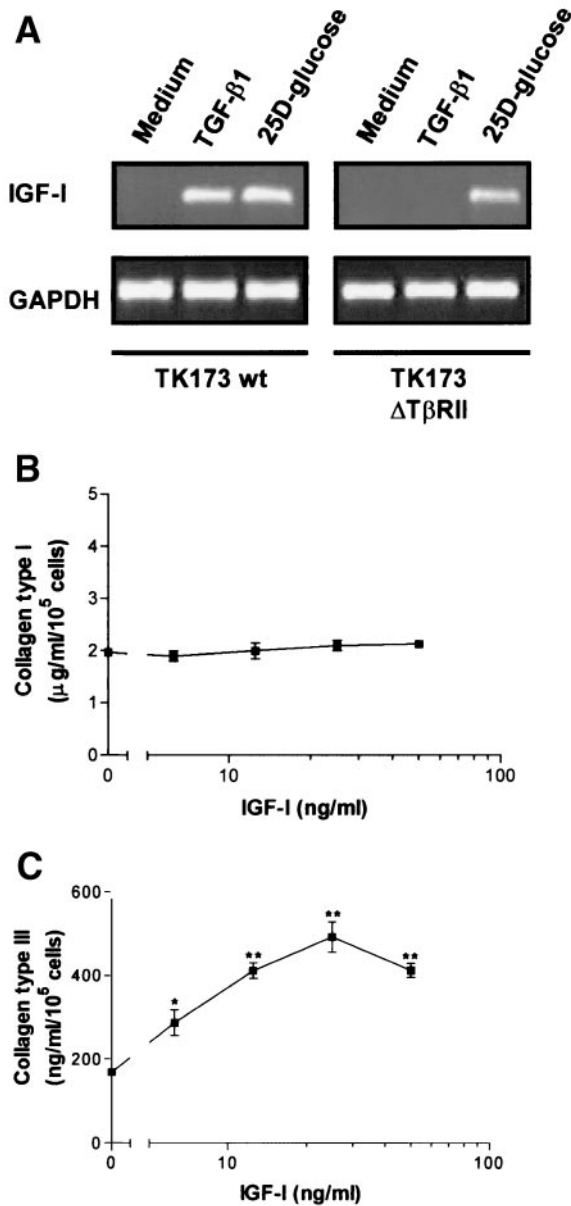 A
Medium
TGF-β1
25D-glucose
Medium
TGF-β1
25D-glucose
IGF-I
GAPDH
TK173 wt
TK173
ΔTβRII
B
Collagen type I
(μg/ml/10⁵ cells)
5
4
3
2
1
0
0
10
100
IGF-I (ng/ml)
C
Collagen type III
(ng/ml/10⁵ cells)
600
400
200
0
*
**
**
**
0
10
100
IGF-I (ng/ml)